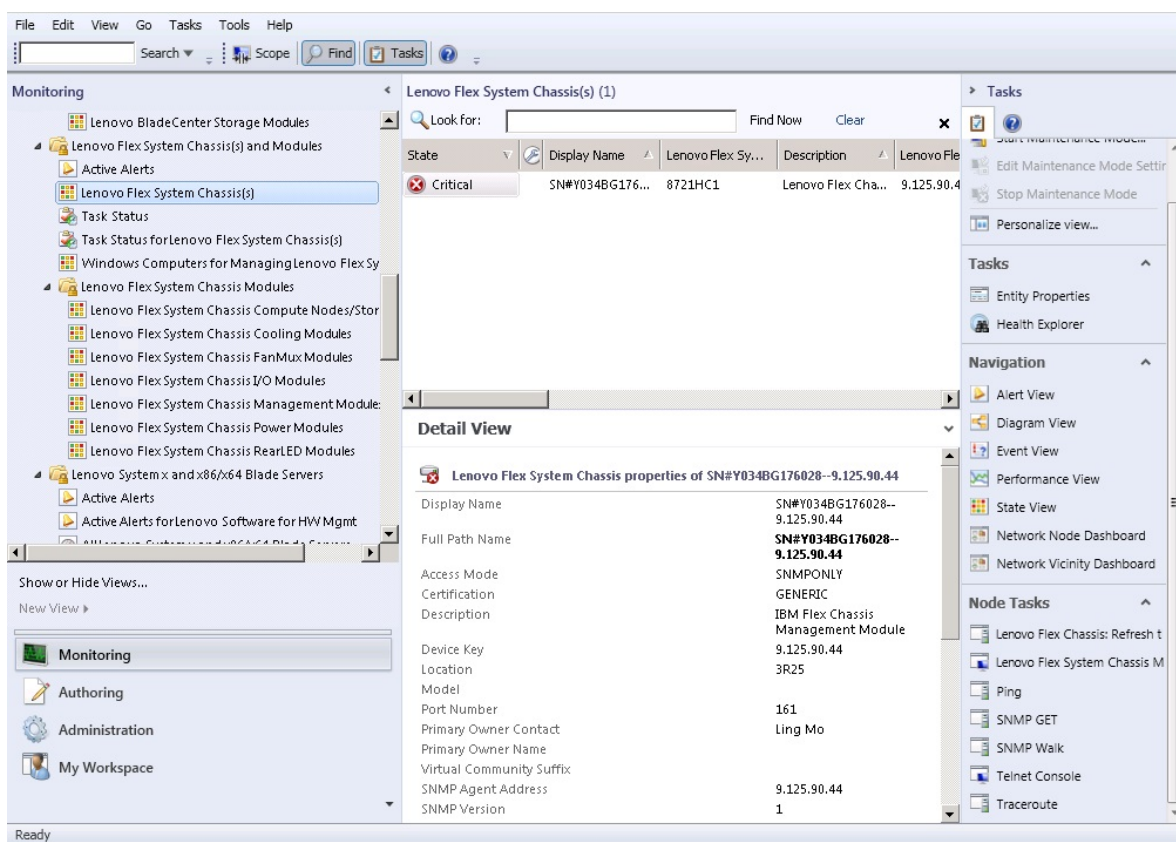 File Edit View Go Tasks Tools Help
Search Scope Find Tasks
Monitoring
Lenovo BladeCenter Storage Modules
Lenovo Flex System Chassis(s) and Modules
Active Alerts
Lenovo Flex System Chassis(s)
Task Status
Task Status forLenovo Flex System Chassis(s)
Windows Computers for ManagingLenovo Flex Sy
Lenovo Flex System Chassis Modules
Lenovo Flex System Chassis Compute Nodes/Stor
Lenovo Flex System Chassis Cooling Modules
Lenovo Flex System Chassis FanMux Modules
Lenovo Flex System Chassis I/O Modules
Lenovo Flex System Chassis Management Module:
Lenovo Flex System Chassis Power Modules
Lenovo Flex System Chassis RearLED Modules
Lenovo System x and x86/x64 Blade Servers
Active Alerts
Active Alerts forLenovo Software for HW Mgmt
Show or Hide Views...
New View
Monitoring
Authoring
Administration
My Workspace
Ready
Lenovo Flex System Chassis(s) (1)
Look for: Find Now Clear
State Display Name Lenovo Flex Sy... Description Lenovo Fle
Critical SN#Y034BG176... 8721HC1 Lenovo Flex Cha... 9.125.90.4
Detail View
Lenovo Flex System Chassis properties of SN#Y034BG176028--9.125.90.44
Display Name SN#Y034BG176028--
9.125.90.44
Full Path Name SN#Y034BG176028--
9.125.90.44
Access Mode SNMPONLY
Certification GENERIC
Description IBM Flex Chassis
Management Module
Device Key 9.125.90.44
Location 3R25
Model
Port Number 161
Primary Owner Contact Ling Mo
Primary Owner Name
Virtual Community Suffix
SNMP Agent Address 9.125.90.44
SNMP Version 1
Tasks
Start Maintenance Mode...
Edit Maintenance Mode Settin
Stop Maintenance Mode
Personalize view...
Tasks
Entity Properties
Health Explorer
Navigation
Alert View
Diagram View
Event View
Performance View
State View
Network Node Dashboard
Network Vicinity Dashboard
Node Tasks
Lenovo Flex Chassis: Refresh t
Lenovo Flex System Chassis M
Ping
SNMP GET
SNMP Walk
Telnet Console
Traceroute